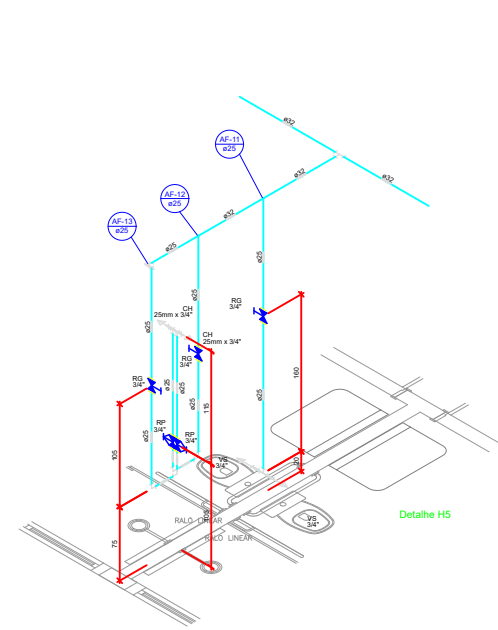 ø32
AF-11
ø25
ø32
AF-12
ø25
ø32
AF-13
ø25
ø25
ø25
ø25
RG
3/4"
CH
25mm x 3/4"
ø25
CH
25mm x 3/4"
RG
3/4"
160
RG
3/4"
ø25
ø25
ø25
ø25
115
RP
3/4"
RP
3/4"
ø25
105
VS
3/4"
20
RALO LINEAR
105
VS
3/4"
Detalhe H5
RALO LINEAR
75